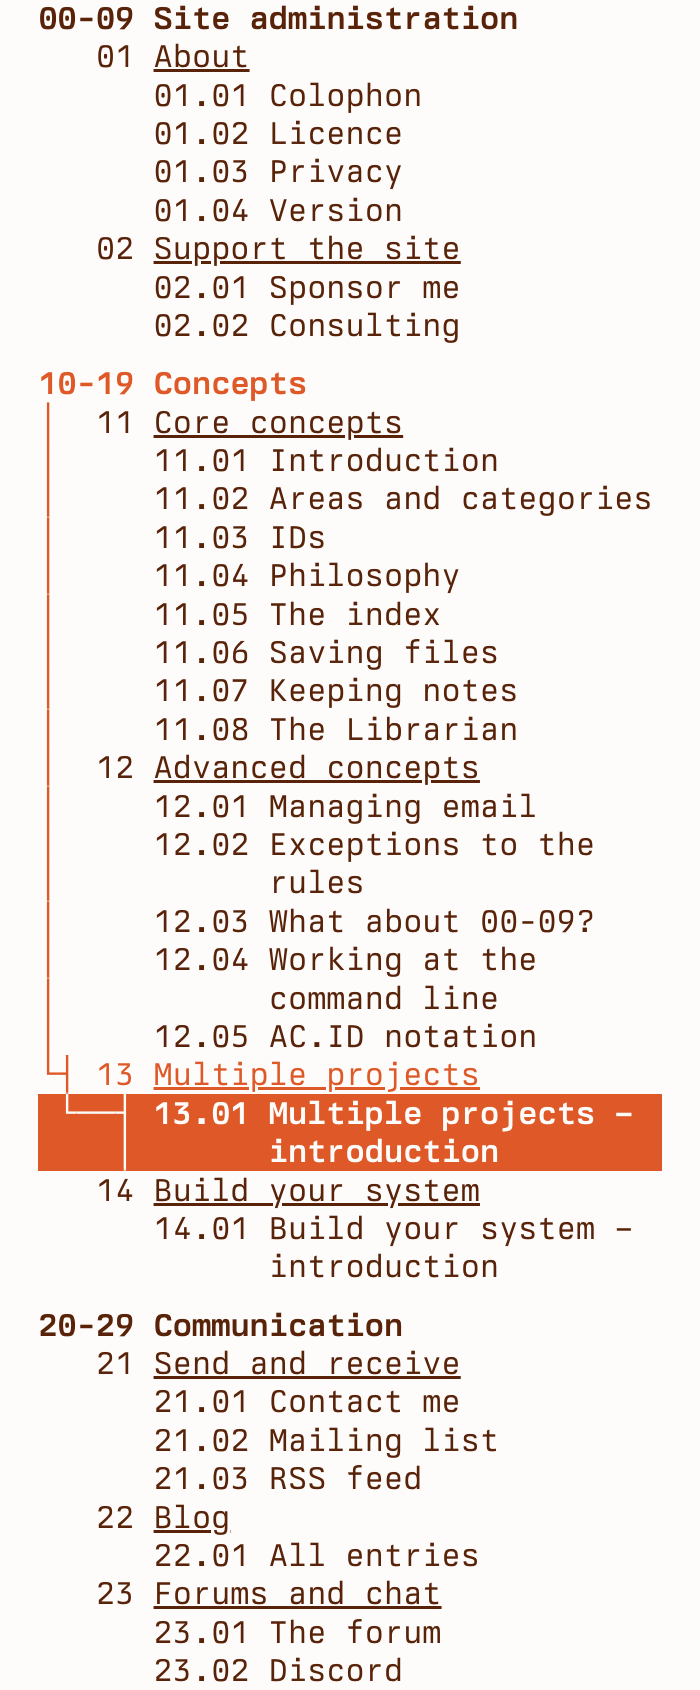 00-09 Site administration
01 About
01.01 Colophon
01.02 Licence
01.03 Privacy
01.04 Version
02 Support the site
02.01 Sponsor me
02.02 Consulting
10-19 Concepts
11 Core concepts
11.01 Introduction
11.02 Areas and categories
11.03 IDs
11.04 Philosophy
11.05 The index
11.06 Saving files
11.07 Keeping notes
11.08 The Librarian
12 Advanced concepts
12.01 Managing email
12.02 Exceptions to the
rules
12.03 What about 00-09?
12.04 Working at the
command line
12.05 AC.ID notation
13 Multiple projects
13.01 Multiple projects –
introduction
14 Build your system
14.01 Build your system –
introduction
20-29 Communication
21 Send and receive
21.01 Contact me
21.02 Mailing list
21.03 RSS feed
22 Blog
22.01 All entries
23 Forums and chat
23.01 The forum
23.02 Discord